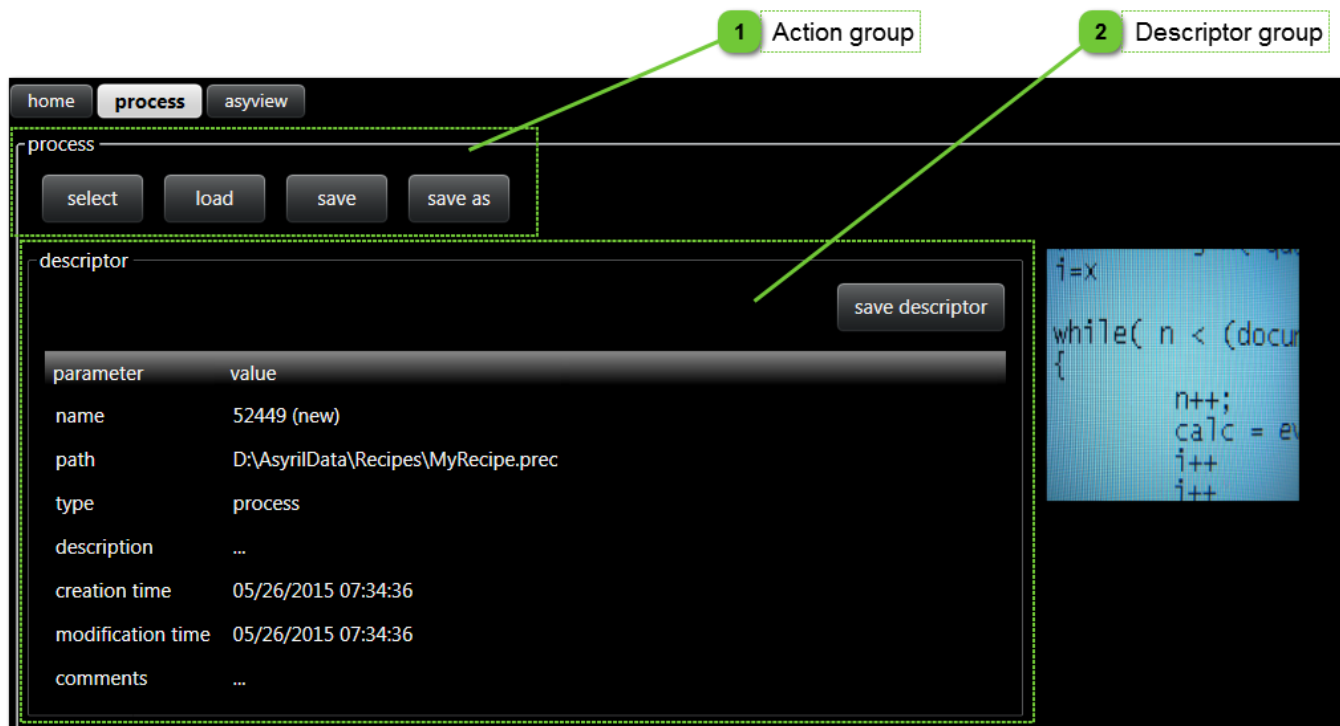 1 Action group 2 Descriptor group
home process asyview
process
select load save save as
descriptor
save descriptor
parameter value
name 52449 (new)
path D:\AsyrilData\Recipes\MyRecipe.prec
type process
description ...
creation time 05/26/2015 07:34:36
modification time 05/26/2015 07:34:36
comments ...
i=x
while( n < (docum
{
n++;
calc = ev
i++
i++